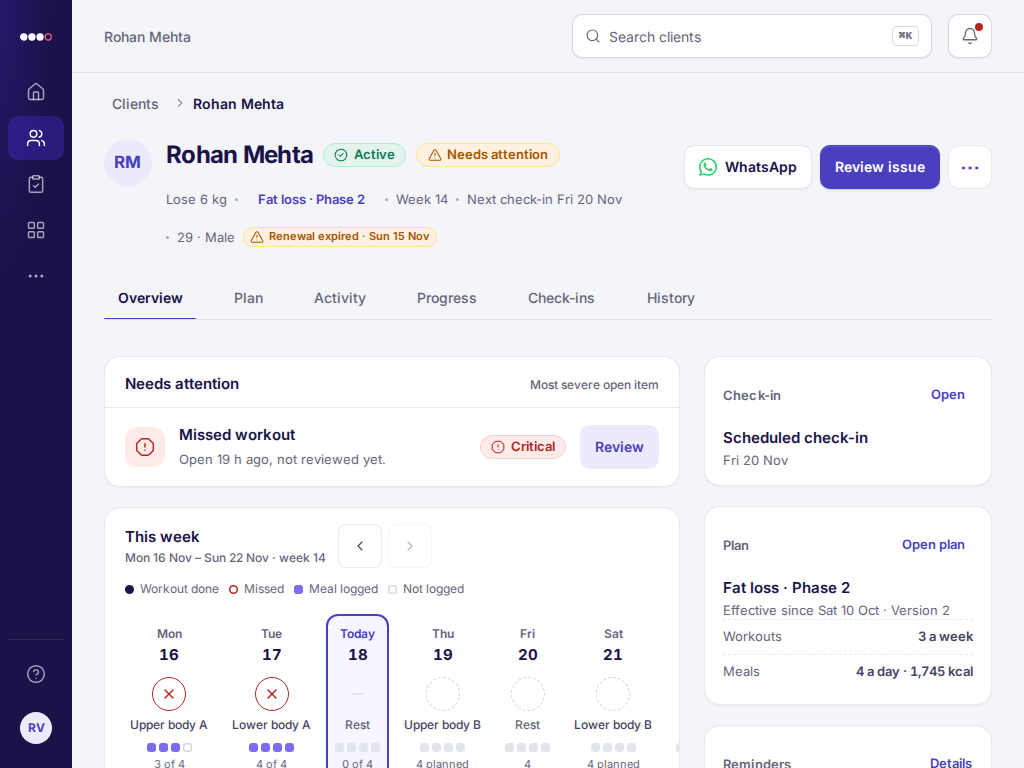 Rohan Mehta
Search clients
⌘K
Clients
Rohan Mehta
RM
Rohan Mehta
Active
Needs attention
WhatsApp
Review issue
Lose 6 kg • Fat loss · Phase 2 • Week 14 • Next check-in Fri 20 Nov
• 29 · Male
Renewal expired · Sun 15 Nov
Overview
Plan
Activity
Progress
Check-ins
History
Needs attention
Most severe open item
Missed workout
Open 19 h ago, not reviewed yet.
Critical
Review
This week
Mon 16 Nov – Sun 22 Nov · week 14
Workout done
Missed
Meal logged
Not logged
Mon Tue Today Thu Fri Sat
16 17 18 19 20 21
Upper body A Lower body A Rest Upper body B Rest Lower body B
3 of 4 4 of 4 0 of 4 4 planned 4 4 planned
Check-in
Open
Scheduled check-in
Fri 20 Nov
Plan
Open plan
Fat loss · Phase 2
Effective since Sat 10 Oct · Version 2
Workouts 3 a week
Meals 4 a day · 1,745 kcal
Reminders
Details
RV